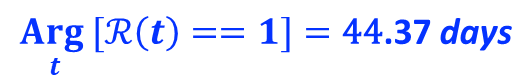 Arg [ℛ(t) == 1] = 44.37 days
t